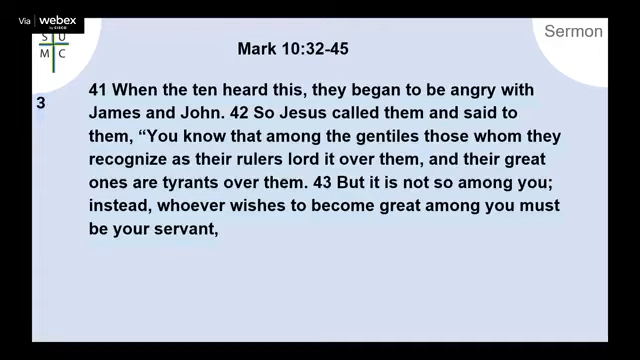 Via webex
by CISCO
S U
M C
Sermon
Mark 10:32-45
3
41 When the ten heard this, they began to be angry with
James and John. 42 So Jesus called them and said to
them, “You know that among the gentiles those whom they
recognize as their rulers lord it over them, and their great
ones are tyrants over them. 43 But it is not so among you;
instead, whoever wishes to become great among you must
be your servant,